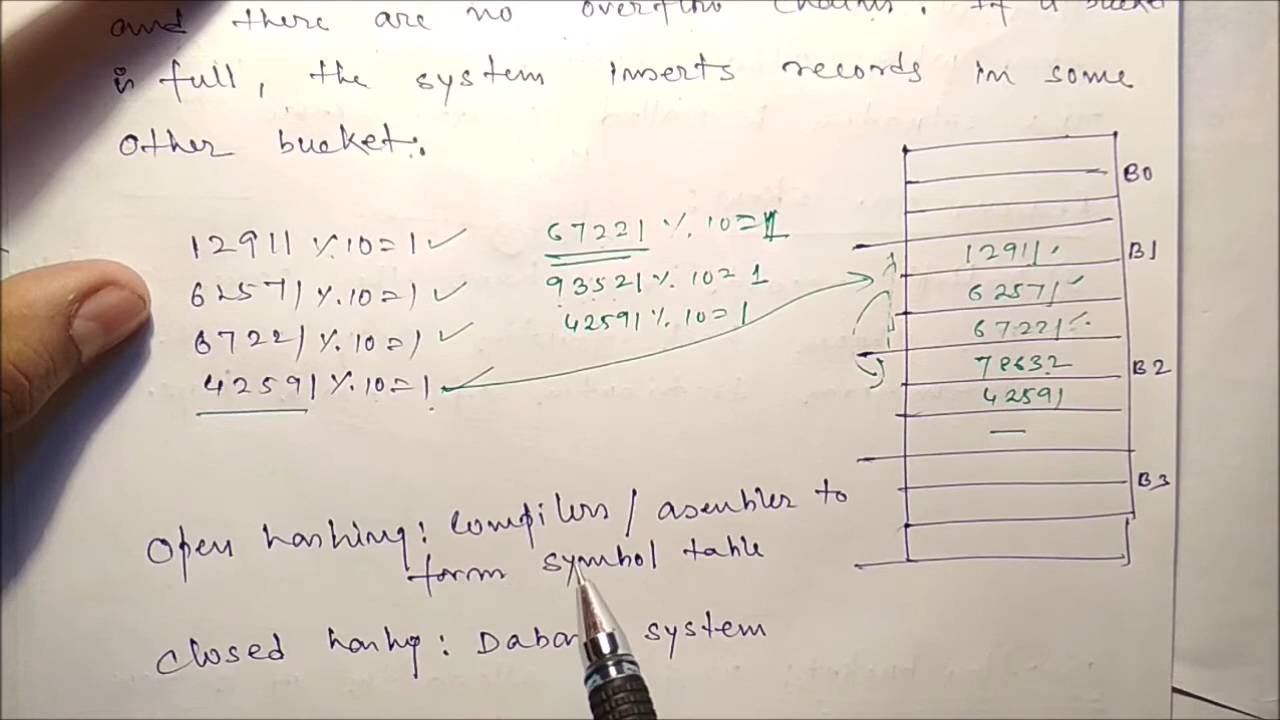 and there are no overflow chains. If a bucket
is full, the system inserts records in some
other bucket.
12911 % 10 = 1 ✓
62571 % 10 = 1 ✓
67221 % 10 = 1 ✓
42591 % 10 = 1
67221 % 10 = 1
93521 % 10 = 1
42591 % 10 = 1
B0
12911 B1
62571
67221
78632 B2
42591
B3
Open hashing: compilers / asembler to
form symbol table
closed system